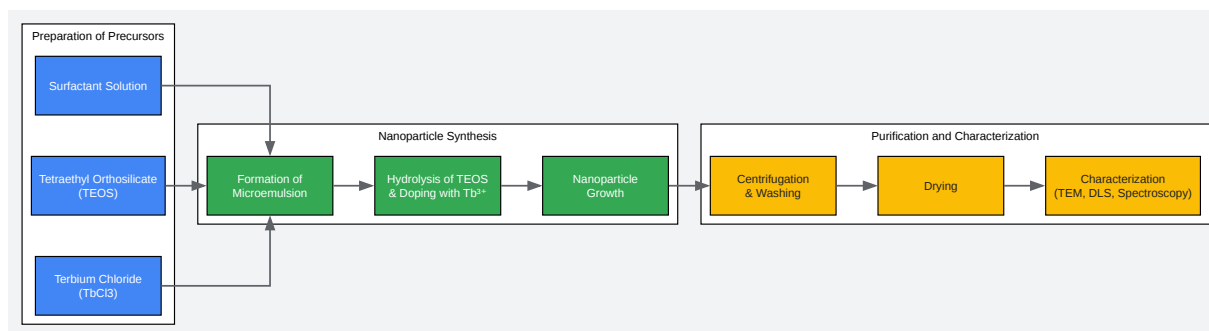 Preparation of Precursors
Surfactant Solution
Tetraethyl Orthosilicate
(TEOS)
Terbium Chloride
(TbCl3)
Nanoparticle Synthesis
Formation of
Microemulsion
Hydrolysis of TEOS
& Doping with Tb³⁺
Nanoparticle
Growth
Purification and Characterization
Centrifugation
& Washing
Drying
Characterization
(TEM, DLS, Spectroscopy)